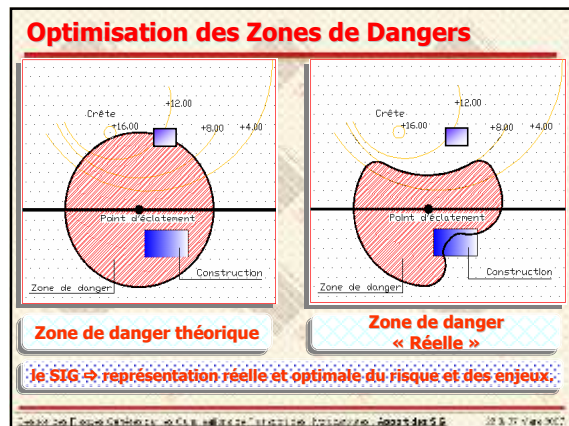 Optimisation des Zones de Dangers
Crête
+16.00
+12.00
+8.00
+4.00
Point d'éclatement
Construction
Zone de danger
Crête
+16.00
+12.00
+8.00
+4.00
Point d'éclatement
Construction
Zone de danger
Zone de danger théorique
Zone de danger
« Réelle »
le SIG ⇨ représentation réelle et optimale du risque et des enjeux.